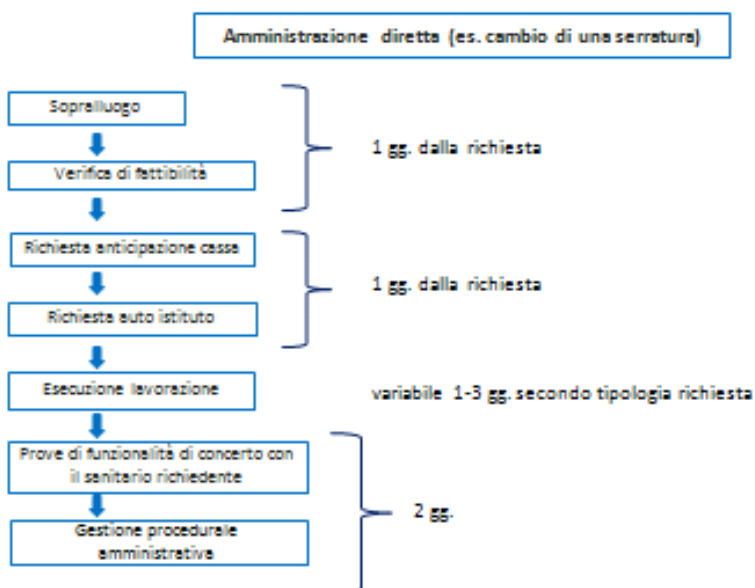 Amministrazione diretta (es. cambio di una serratura)
Sopralluogo
Verifica di fattibilità
1 gg. dalla richiesta
Richiesta anticipazione cassa
Richiesta auto istituto
1 gg. dalla richiesta
Esecuzione lavorazione
variabile 1-3 gg. secondo tipologia richiesta
Prove di funzionalità di concerto con
il sanitario richiedente
Gestione procedurale
amministrativa
2 gg.